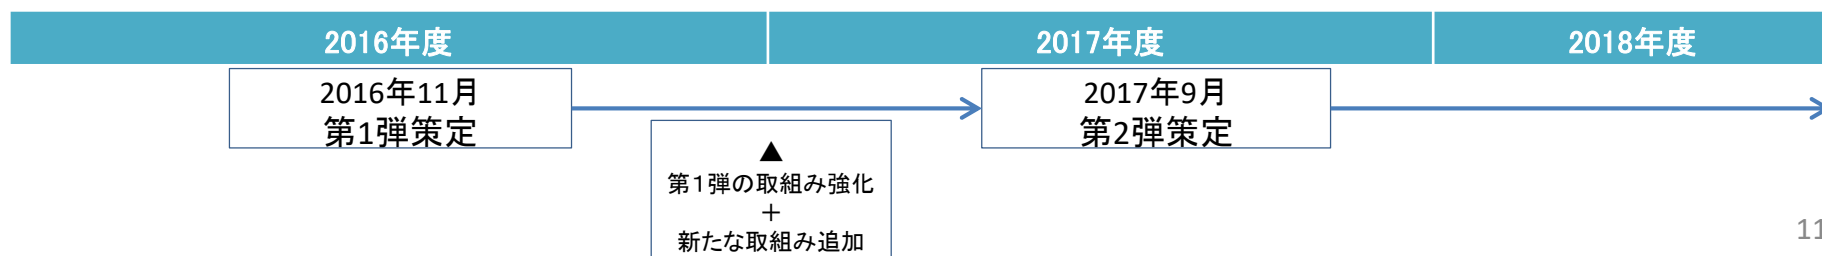 2016年度
2017年度
2018年度
2016年11月
第1弾策定
2017年9月
第2弾策定
▲
第1弾の取組み強化
＋
新たな取組み追加
11